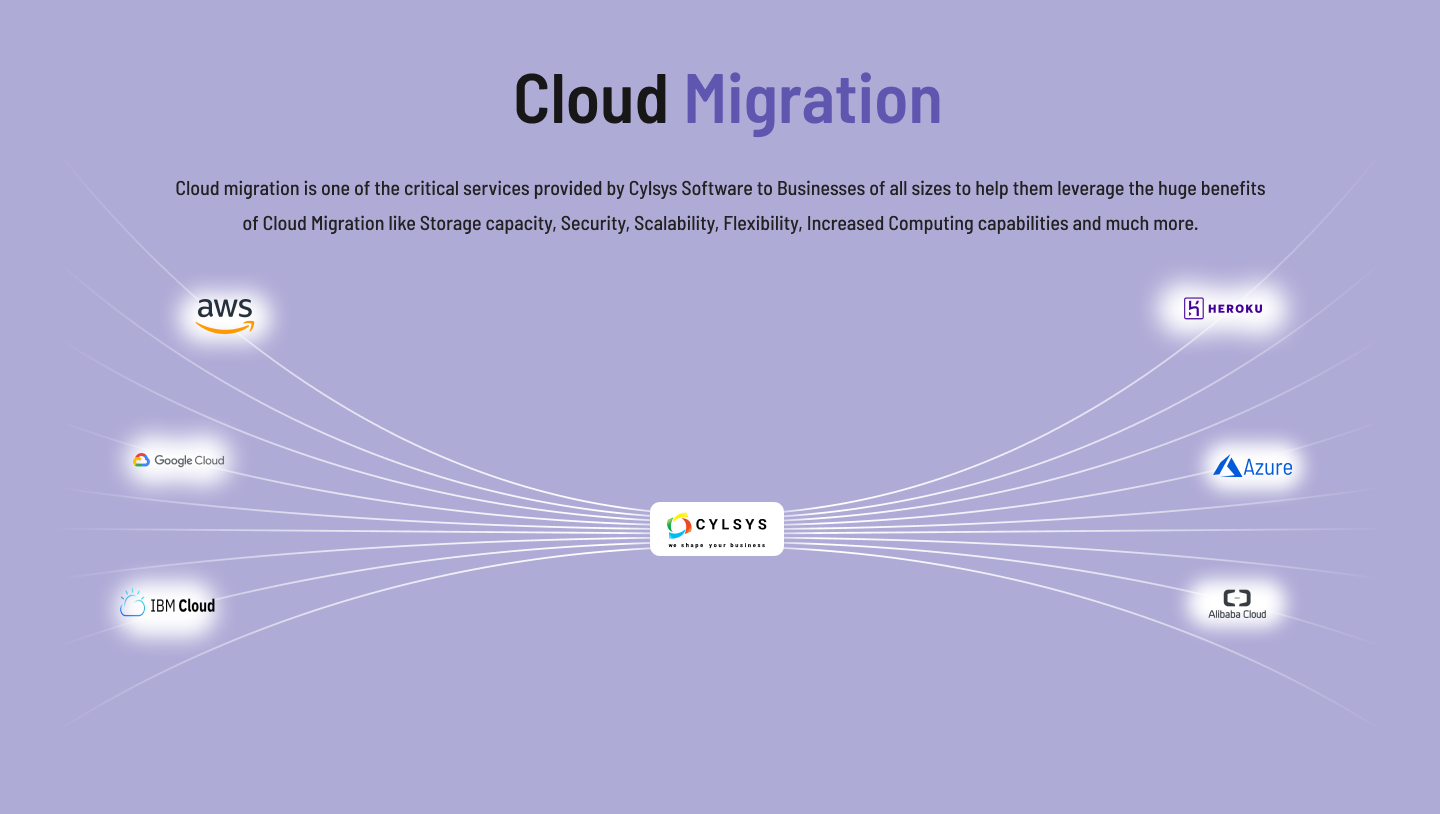 Cloud Migration
Cloud migration is one of the critical services provided by Cylsys Software to Businesses of all sizes to help them leverage the huge benefits
of Cloud Migration like Storage capacity, Security, Scalability, Flexibility, Increased Computing capabilities and much more.
aws
HEROKU
Google Cloud
Azure
CYLSYS
we shape your business
IBM Cloud
Alibaba Cloud